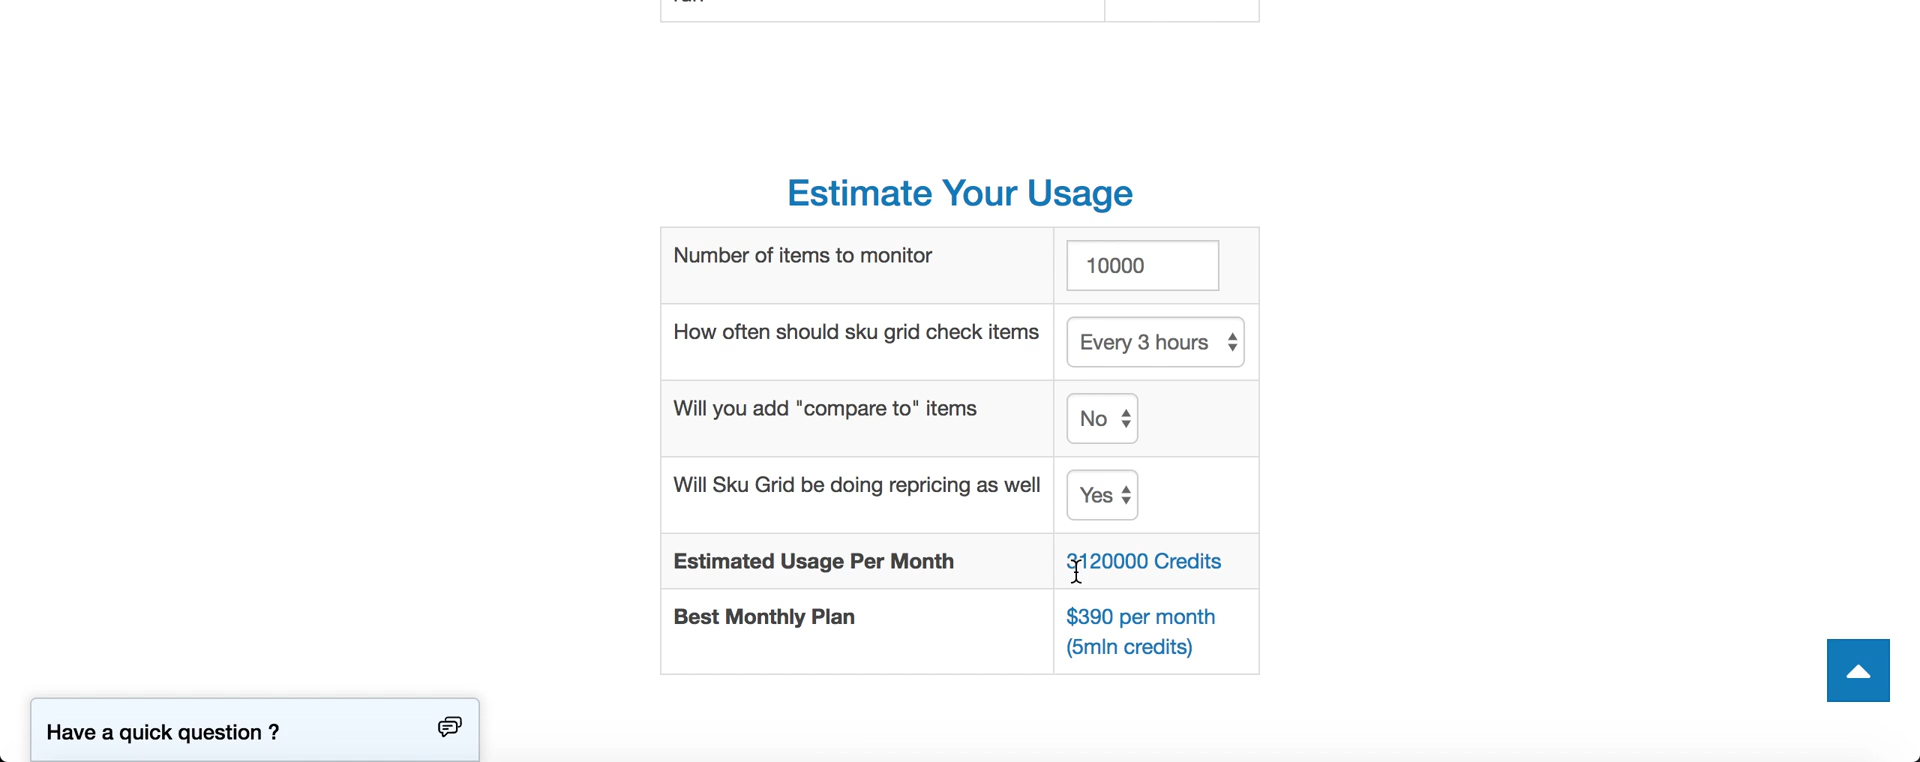 Estimate Your Usage
Number of items to monitor
10000
How often should sku grid check items
Every 3 hours
Will you add "compare to" items
No
Will Sku Grid be doing repricing as well
Yes
Estimated Usage Per Month
3120000 Credits
Best Monthly Plan
$390 per month
(5mln credits)
Have a quick question ?